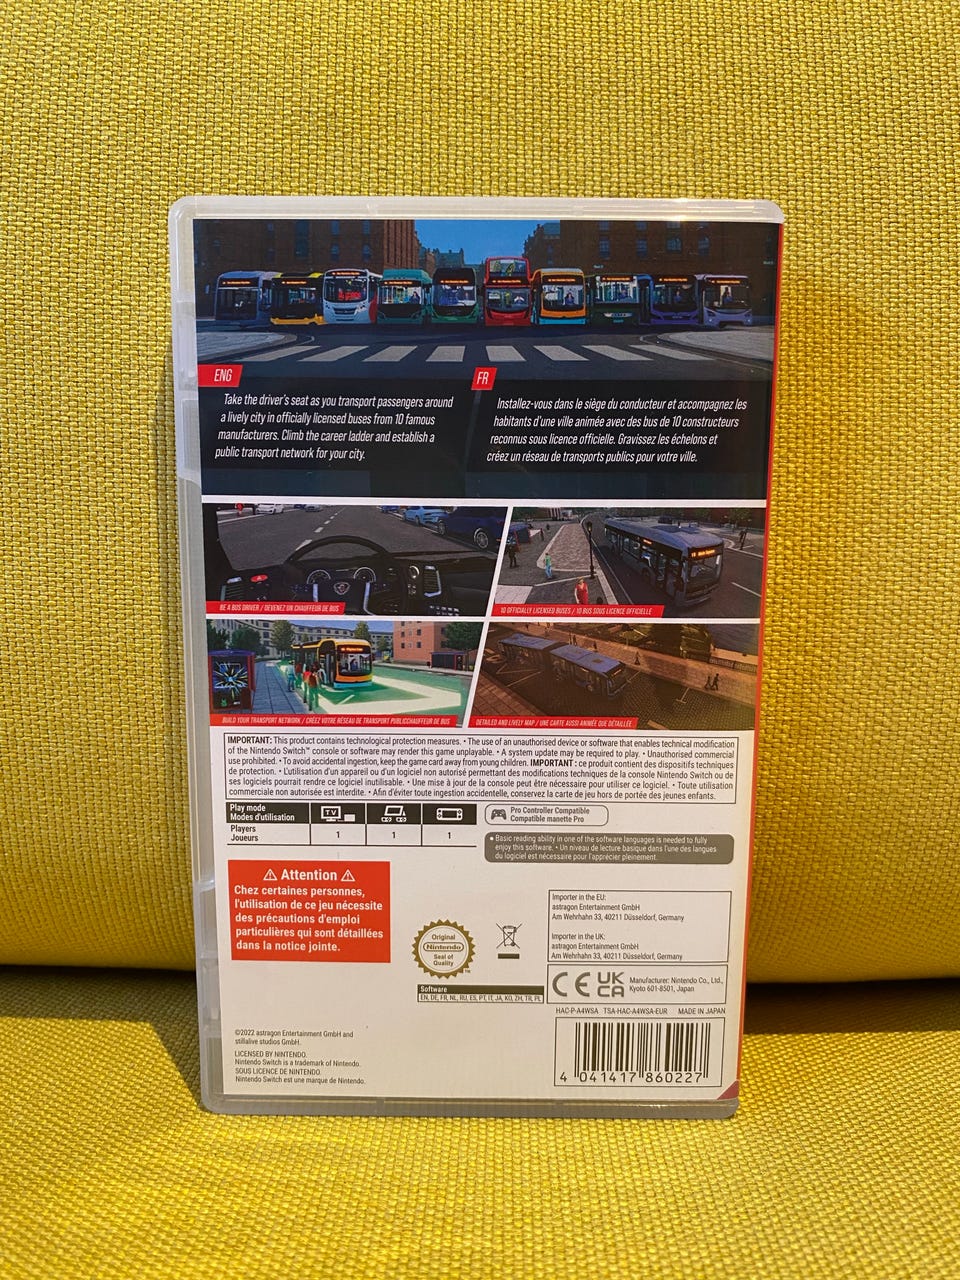 ENG
Take the driver's seat as you transport passengers around
a lively city in officially licensed buses from 10 famous
manufacturers. Climb the career ladder and establish a
public transport network for your city.
FR
Installez-vous dans le siège du conducteur et accompagnez les
habitants d'une ville animée avec des bus de 10 constructeurs
reconnus sous licence officielle. Gravissez les échelons et
créez un réseau de transports publics pour votre ville.
BE A BUS DRIVER / DEVENEZ UN CHAUFFEUR DE BUS
10 OFFICIALLY LICENSED BUSES / 10 BUS SOUS LICENCE OFFICIELLE
BUILD YOUR TRANSPORT NETWORK / CRÉEZ VOTRE RÉSEAU DE TRANSPORT PUBLICCHAUFFEUR DE BUS
DETAILED AND LIVELY MAP / UNE CARTE AUSSI ANIMÉE QUE DÉTAILLÉE
IMPORTANT: This product contains technological protection measures. • The use of an unauthorised device or software that enables technical modification
of the Nintendo Switch™ console or software may render this game unplayable. • A system update may be required to play. • Unauthorised commercial
use prohibited. • To avoid accidental ingestion, keep the game card away from young children. IMPORTANT : ce produit contient des dispositifs techniques
de protection. • L'utilisation d'un appareil ou d'un logiciel non autorisé permettant des modifications techniques de la console Nintendo Switch ou de
ses logiciels pourrait rendre ce logiciel inutilisable. • Une mise à jour de la console peut être nécessaire pour utiliser ce logiciel. • Toute utilisation
commerciale non autorisée est interdite. • Afin d'éviter toute ingestion accidentelle, conservez la carte de jeu hors de portée des jeunes enfants.
Play mode
Modes d'utilisation
TV
Players
Joueurs
1
1
1
Pro Controller Compatible
Compatible manette Pro
• Basic reading ability in one of the software languages is needed to fully
enjoy this software. • Un niveau de lecture basique dans l'une des langues
du logiciel est nécessaire pour l'apprécier pleinement.
Attention
Chez certaines personnes,
l'utilisation de ce jeu nécessite
des précautions d'emploi
particulières qui sont détaillées
dans la notice jointe.
Original
Nintendo
Seal of
Quality
TM
Importer in the EU:
astragon Entertainment GmbH
Am Wehrhahn 33, 40211 Düsseldorf, Germany
Importer in the UK:
astragon Entertainment GmbH
Am Wehrhahn 33, 40211 Düsseldorf, Germany
CE
UK
CA
Manufacturer: Nintendo Co., Ltd.,
Kyoto 601-8501, Japan
Software
EN, DE, FR, NL, RU, ES, PT, IT, JA, KO, ZH, TR, PL
HAC-P-A4WSA TSA-HAC-A4WSA-EUR MADE IN JAPAN
©2022 astragon Entertainment GmbH and
stillalive studios GmbH.
LICENSED BY NINTENDO.
Nintendo Switch is a trademark of Nintendo.
SOUS LICENCE DE NINTENDO.
Nintendo Switch est une marque de Nintendo.
4 041417 860227